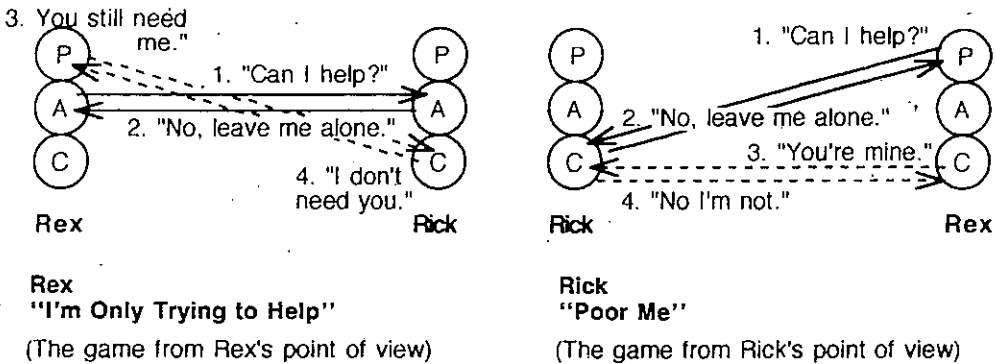 3. You still need
me."
P
A
C
1. "Can I help?"
2. "No, leave me alone."
4. "I don't
need you."
P
A
C
Rex
Rick
Rex
"I'm Only Trying to Help"
(The game from Rex's point of view)
P
A
C
1. "Can I help?"
2. "No, leave me alone."
3. "You're mine."
4. "No I'm not."
P
A
C
Rick
Rex
Rick
"Poor Me"
(The game from Rick's point of view)